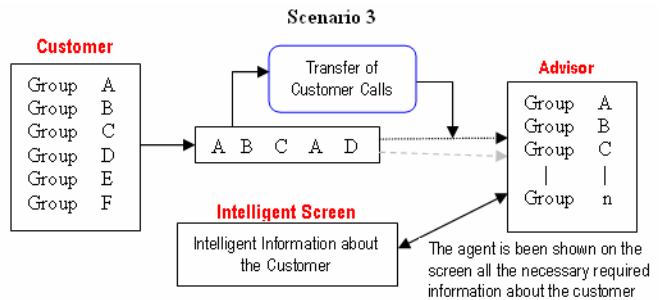 Scenario 3
Customer
Group A
Group B
Group C
Group D
Group E
Group F
Transfer of
Customer Calls
A B C A D
Advisor
Group A
Group B
Group C
| |
Group n
Intelligent Screen
Intelligent Information about
the Customer
The agent is been shown on the
screen all the necessary required
information about the customer